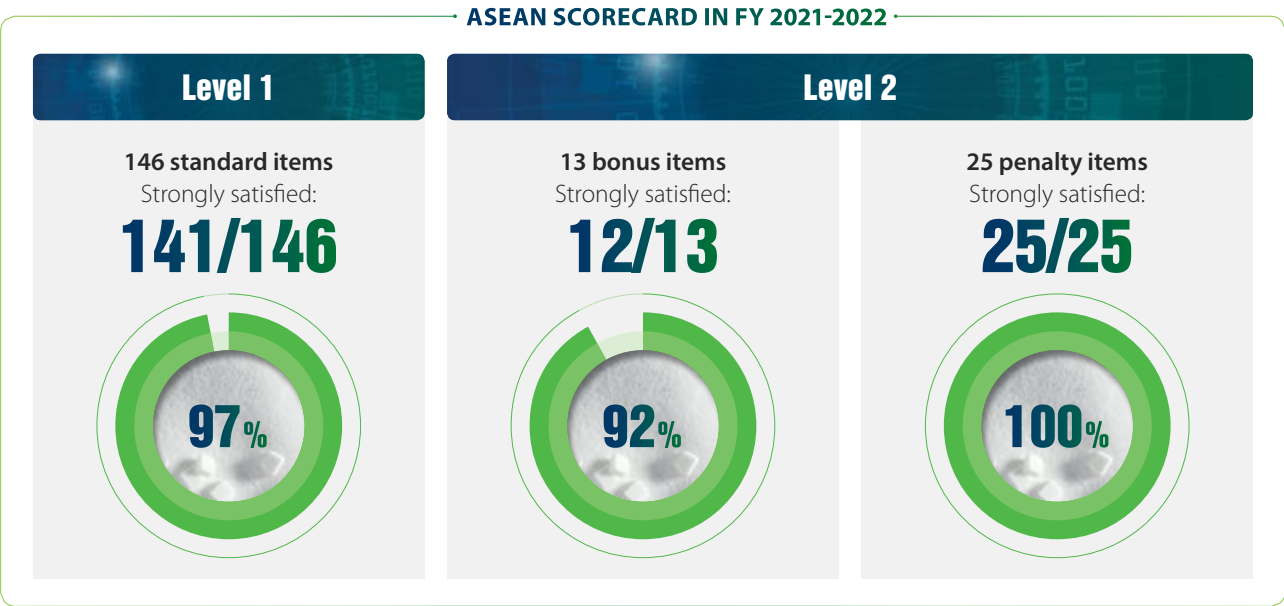 ASEAN SCORECARD IN FY 2021-2022
Level 1
146 standard items
Strongly satisfied:
141/146
97%
Level 2
13 bonus items
Strongly satisfied:
12/13
92%
25 penalty items
Strongly satisfied:
25/25
100%